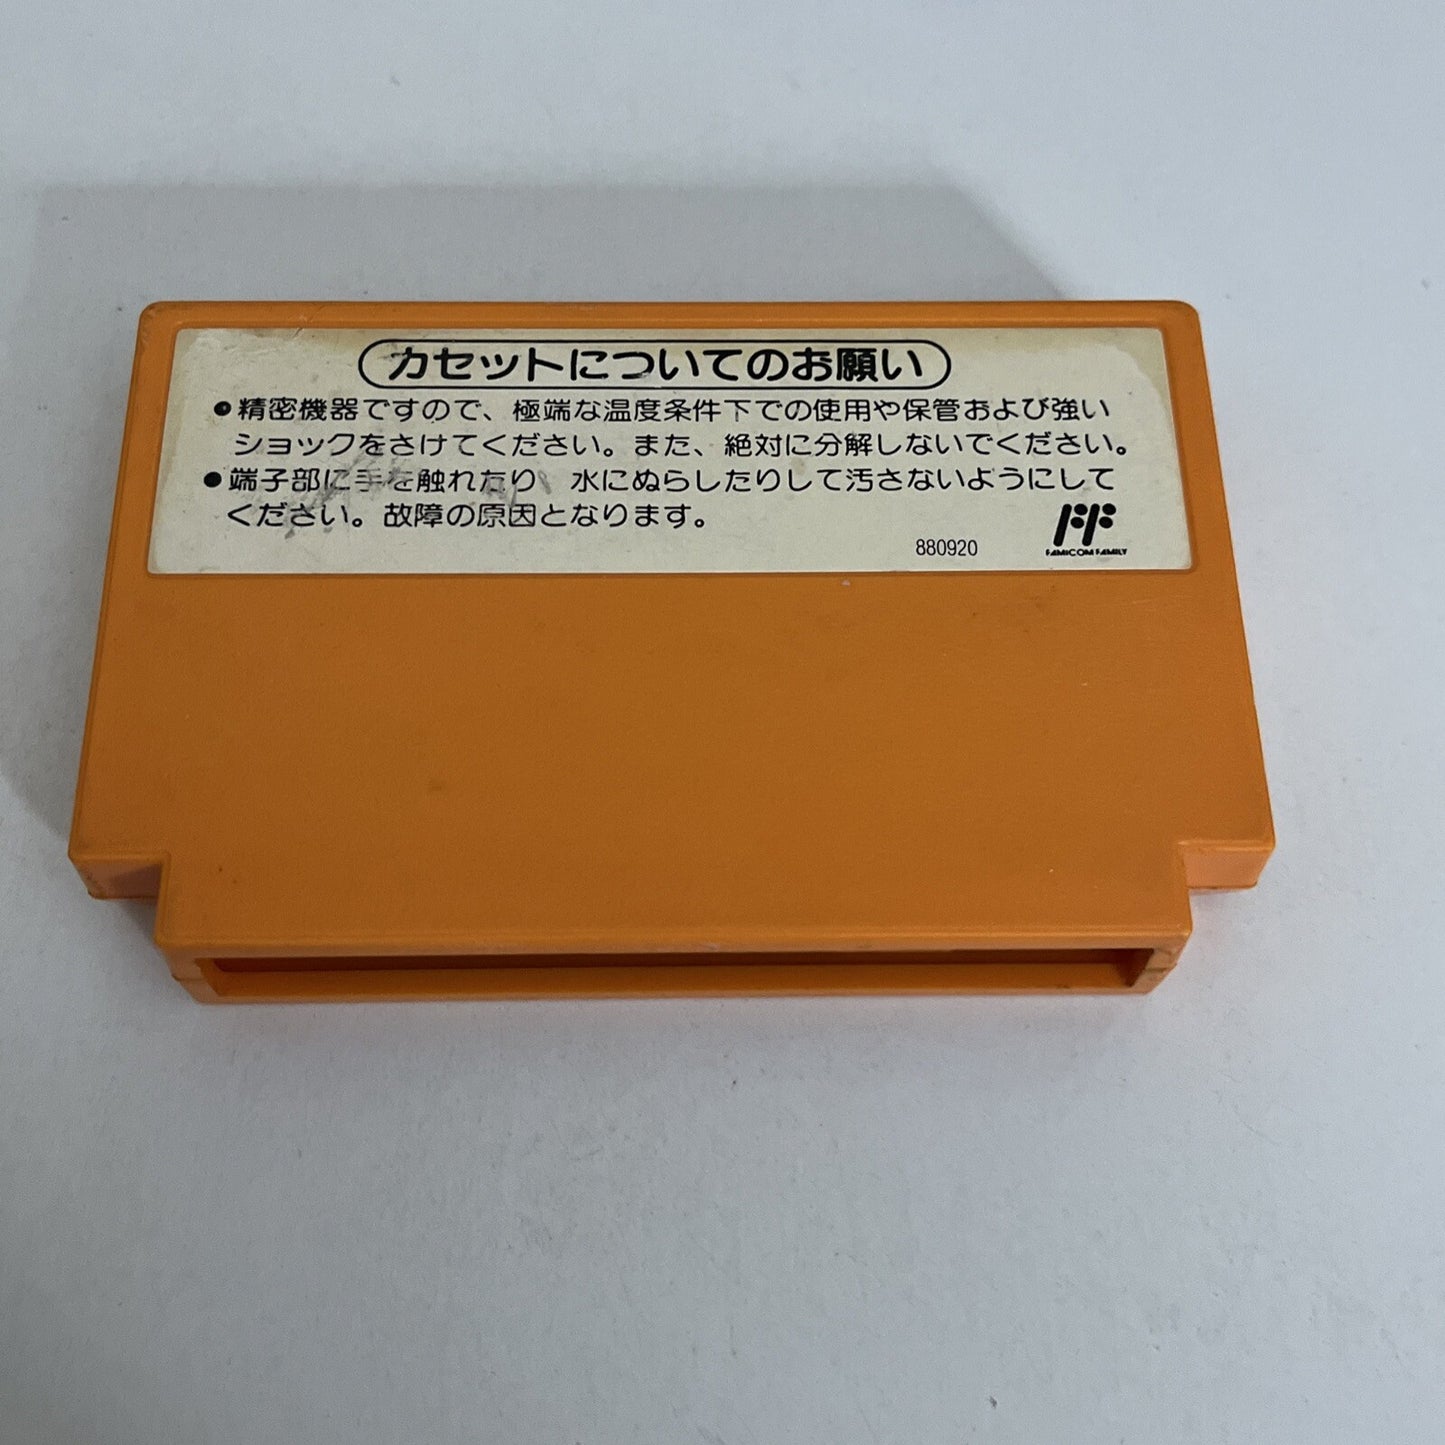 カセットについてのお願い
●精密機器ですので、極端な温度条件下での使用や保管および強い
ショックをさけてください。また、絶対に分解しないでください。
●端子部に手を触れたり、水にぬらしたりして汚さないようにして
ください。故障の原因となります。
FF
880920
FAMICOM FAMILY